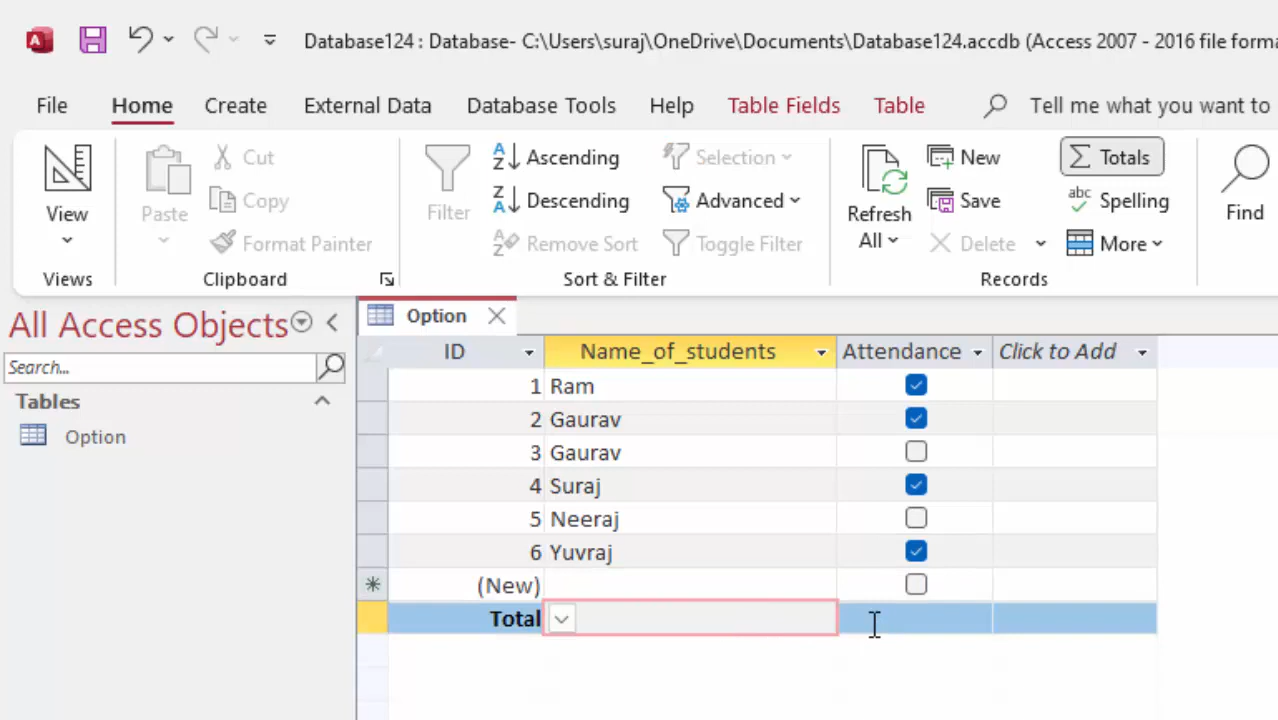 Database124 : Database- C:\Users\suraj\OneDrive\Documents\Database124.accdb (Access 2007 - 2016 file forma
File Home Create External Data Database Tools Help Table Fields Table Tell me what you want to
View
Views
Paste
Cut
Copy
Format Painter
Clipboard
Filter
Ascending
Descending
Remove Sort
Selection
Advanced
Toggle Filter
Sort & Filter
Refresh
All
New
Save
Delete
Totals
Spelling
More
Records
Find
All Access Objects
Search...
Tables
Option
Option
ID Name_of_students Attendance Click to Add
1 Ram
2 Gaurav
3 Gaurav
4 Suraj
5 Neeraj
6 Yuvraj
(New)
Total